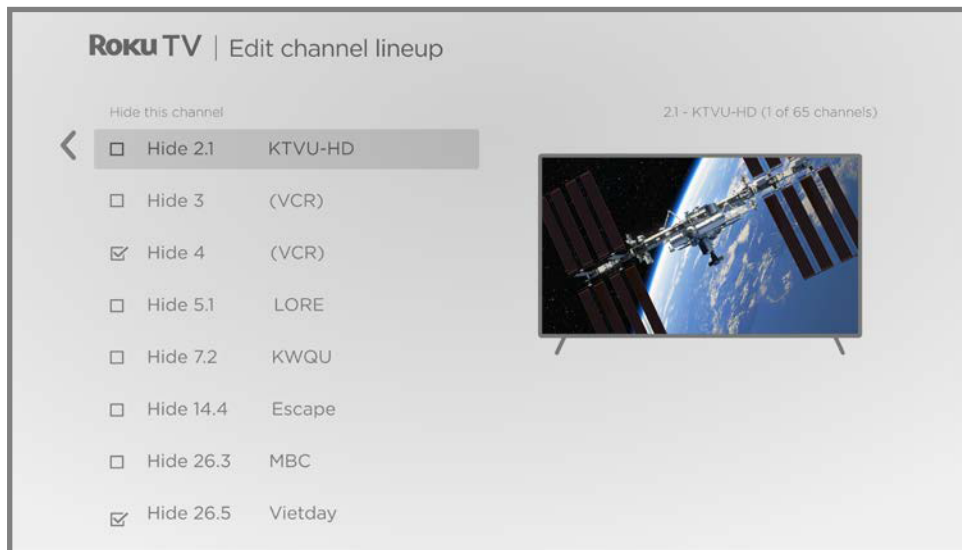 Roku TV | Edit channel lineup
Hide this channel
2.1 - KTVU-HD (1 of 65 channels)
Hide 2.1 KTVU-HD
Hide 3 (VCR)
Hide 4 (VCR)
Hide 5.1 LORE
Hide 7.2 KWQU
Hide 14.4 Escape
Hide 26.3 MBC
Hide 26.5 Vietday